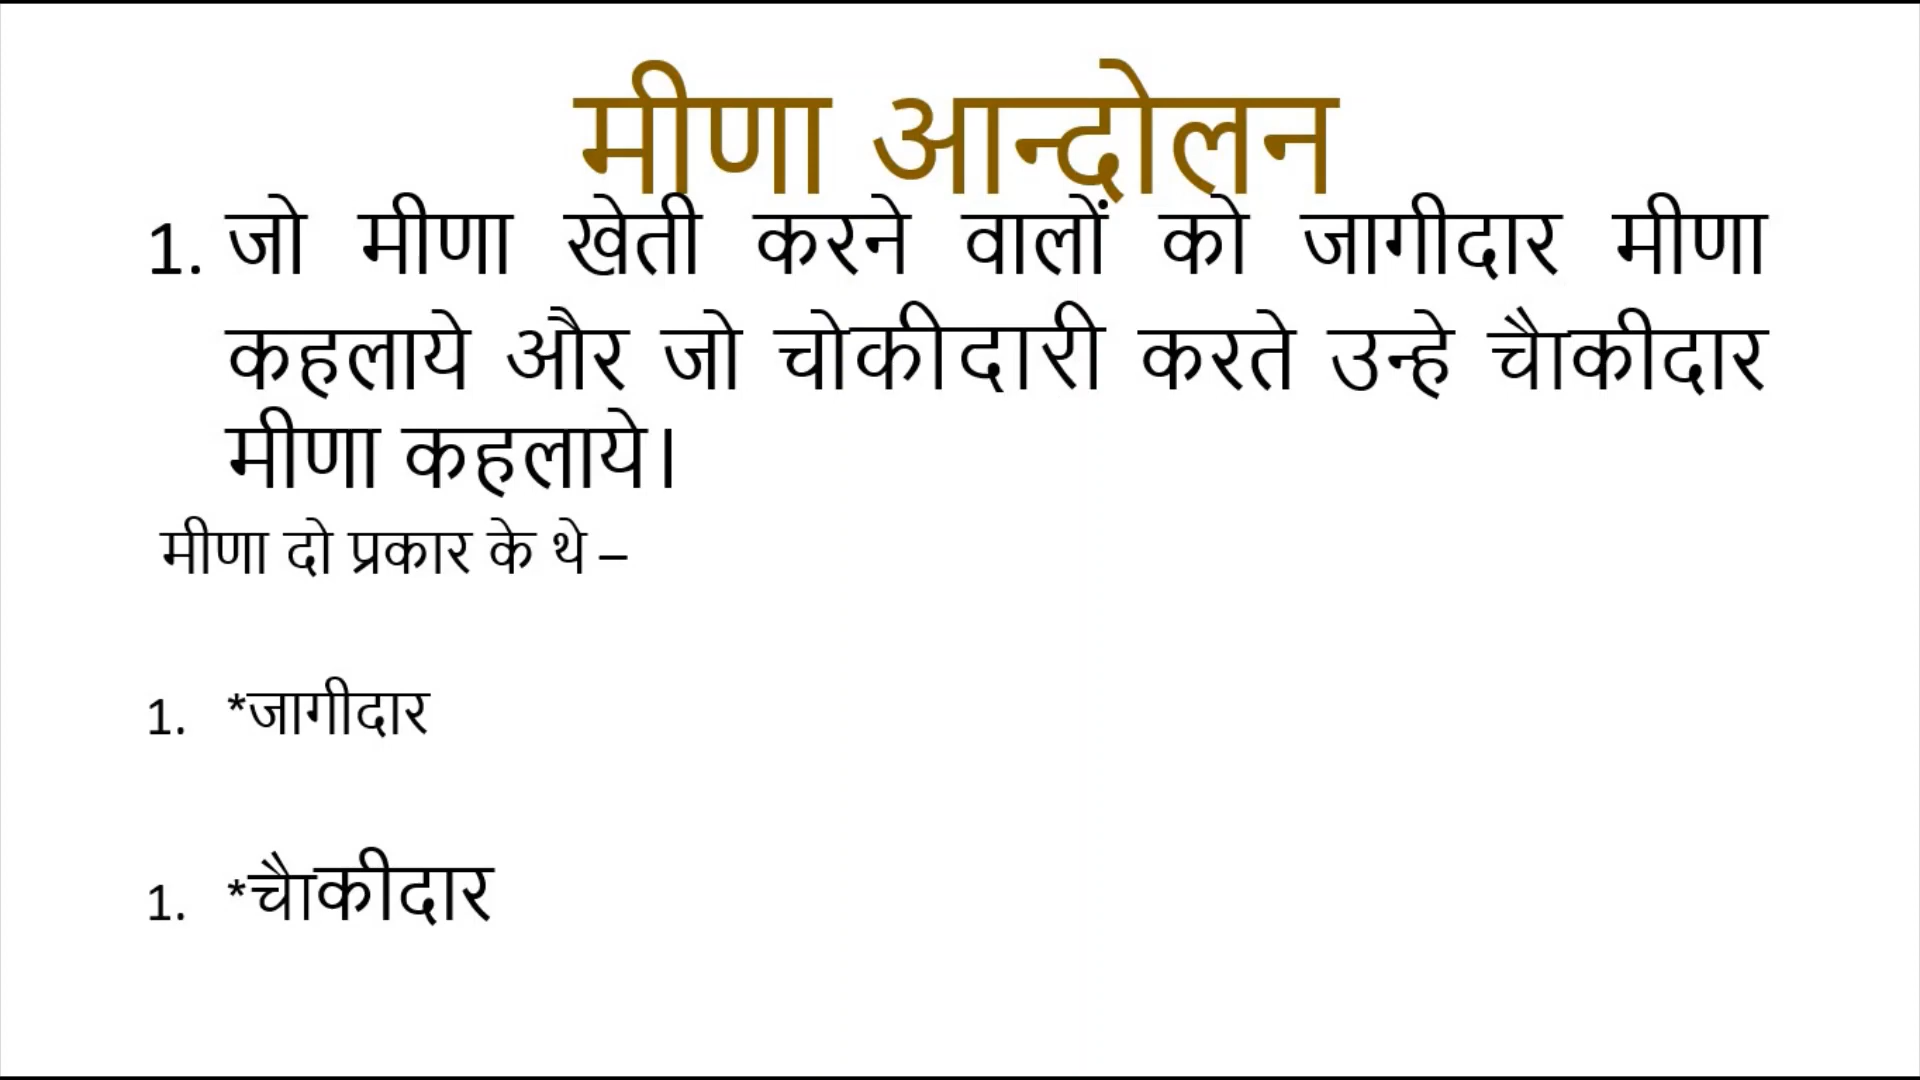 मीणा आन्दोलन
1. जो मीणा खेती करने वालों को जागीदार मीणा
कहलाये और जो चोकीदारी करते उन्हे चैाकीदार
मीणा कहलाये।
मीणा दो प्रकार के थे –
1. *जागीदार
1. *चैाकीदार